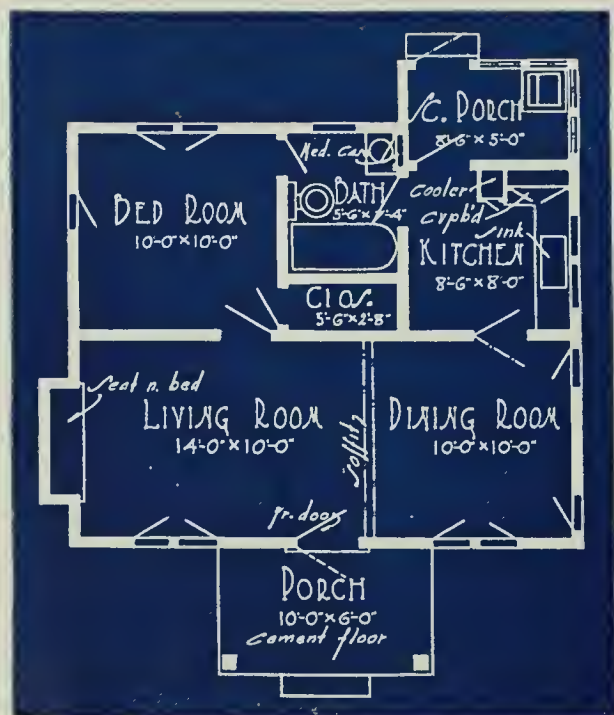 S. PORCH
8'-6" × 5'-0"
Med. Cab.
BATH
BED ROOM
10'-0" × 10'-0"
cooler
cupb'd
sink
KITCHEN
8'-6" × 8'-0"
CLOS.
5'-6" × 2'-8"
Seat n. bed
LIVING ROOM
14'-0" × 10'-0"
soffit
DINING ROOM
10'-0" × 10'-0"
fr. door
PORCH
10'-0" × 6'-0"
cement floor